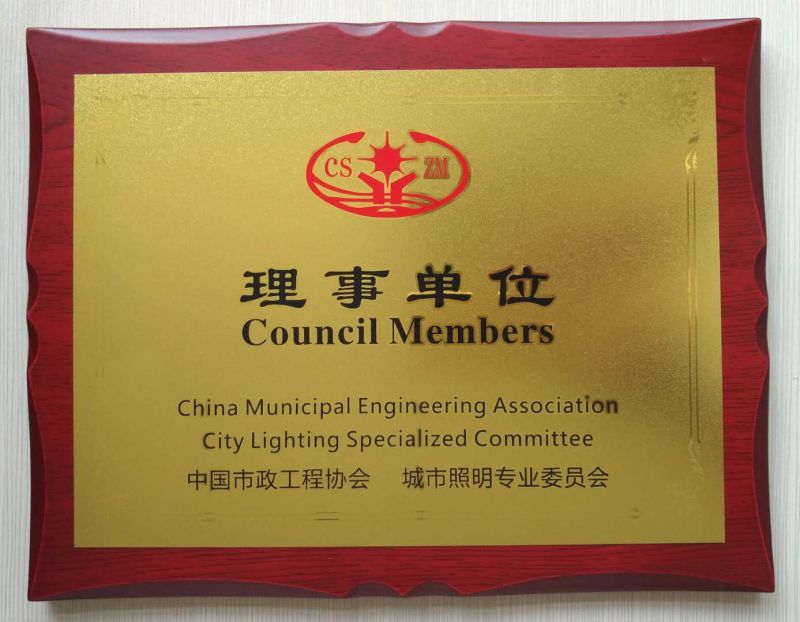 CS ZM
理事单位
Council Members
China Municipal Engineering Association
City Lighting Specialized Committee
中国市政工程协会 城市照明专业委员会